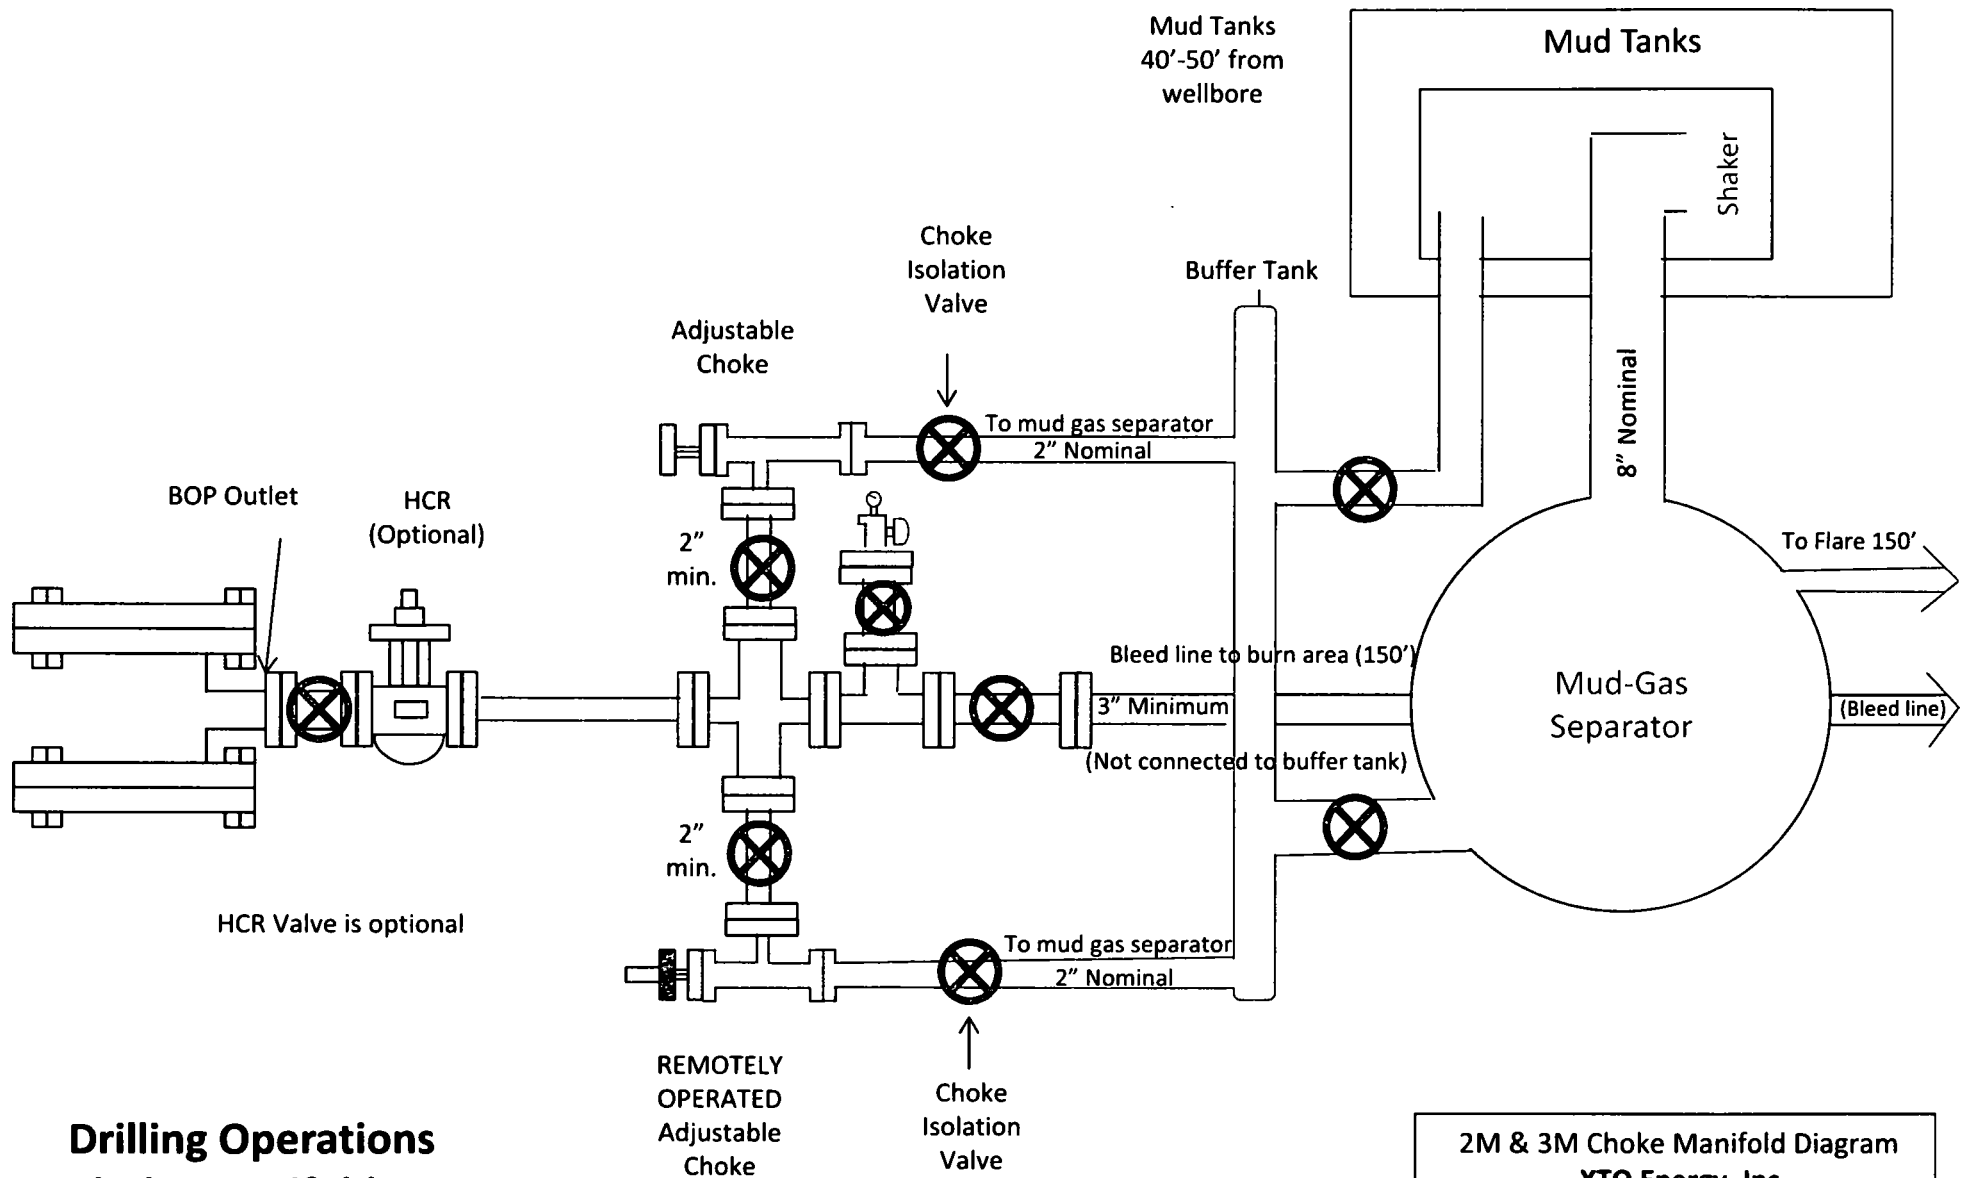 Mud Tanks
40'-50' from
wellbore
Mud Tanks
Shaker
Choke
Isolation
Valve
Buffer Tank
Adjustable
Choke
8" Nominal
To mud gas separator
2" Nominal
BOP Outlet
HCR
(Optional)
2"
min.
To Flare 150'
Bleed line to burn area (150')
3" Minimum
(Not connected to buffer tank)
Mud-Gas
Separator
(Bleed line)
2"
min.
HCR Valve is optional
To mud gas separator
2" Nominal
REMOTELY
OPERATED
Adjustable
Choke
Choke
Isolation
Valve
Drilling Operations
2M & 3M Choke Manifold Diagram
XTO Energy, Inc.